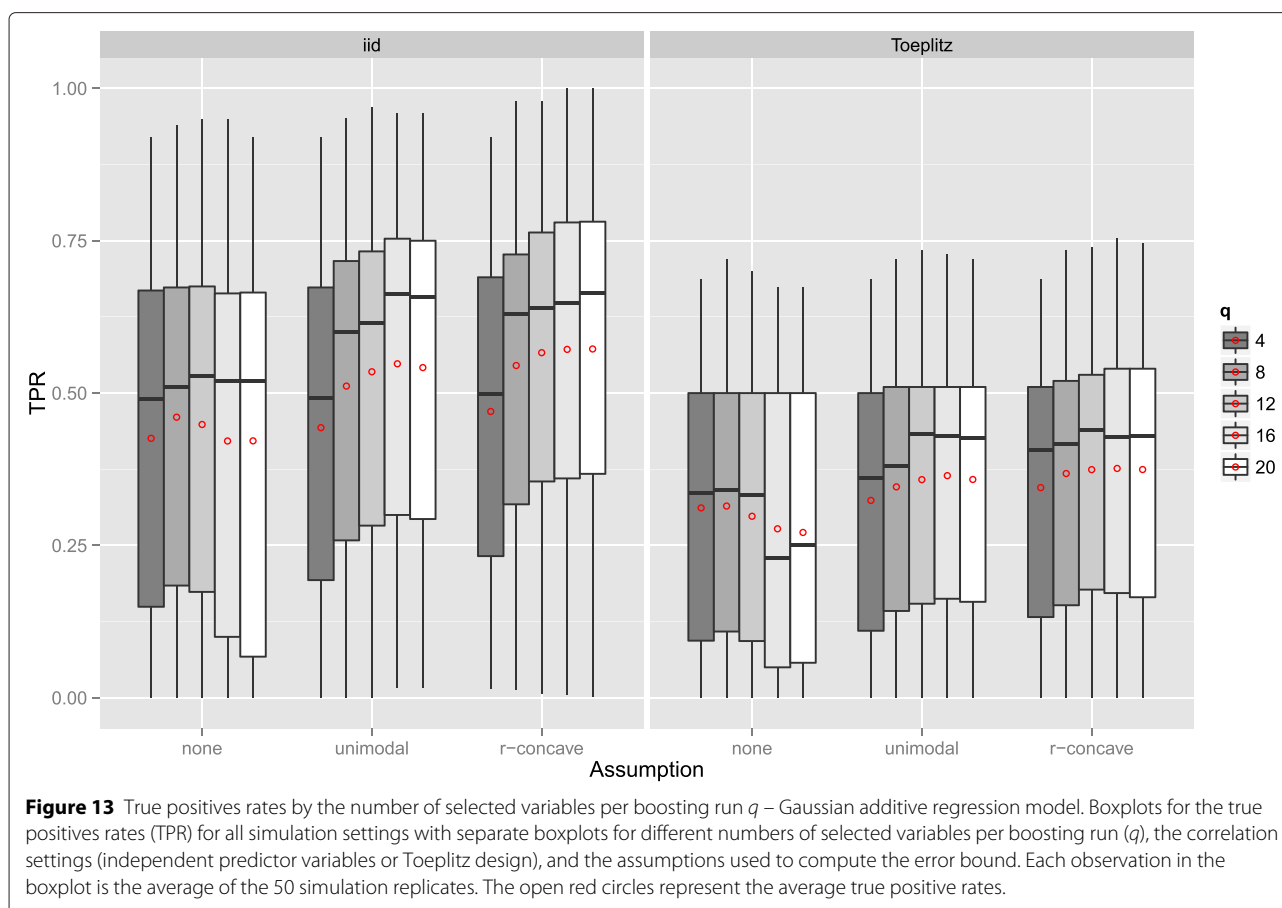 iid
Toeplitz
1.00
0.75
0.50
0.25
0.00
TPR
none
unimodal
r−concave
none
unimodal
r−concave
Assumption
q
4
8
12
16
20
Figure 13 True positives rates by the number of selected variables per boosting run q – Gaussian additive regression model. Boxplots for the true
positives rates (TPR) for all simulation settings with separate boxplots for different numbers of selected variables per boosting run (q), the correlation
settings (independent predictor variables or Toeplitz design), and the assumptions used to compute the error bound. Each observation in the
boxplot is the average of the 50 simulation replicates. The open red circles represent the average true positive rates.